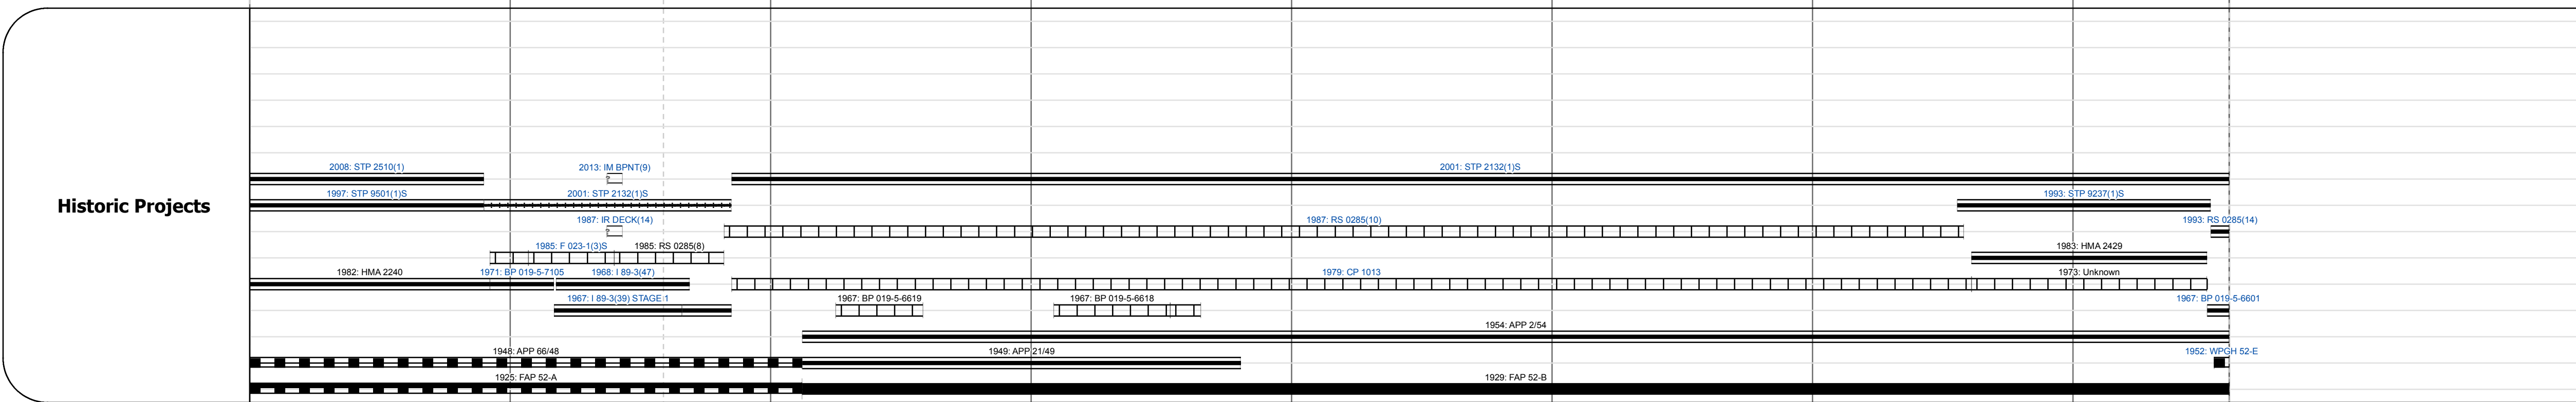 Historic Projects
2008: STP 2510(1)
2013: IM BPNT(9)
2001: STP 2132(1)S
1997: STP 9501(1)S
2001: STP 2132(1)S
1993: STP 9237(1)S
1987: IR DECK(14)
1987: RS 0285(10)
1993: RS 0285(14)
1985: F 023-1(3)S
1985: RS 0285(8)
1983: HMA 2429
1982: HMA 2240
1971: BP 019-5-7105
1968: I 89-3(47)
1979: CP 1013
1973: Unknown
1967: I 89-3(39) STAGE 1
1967: BP 019-5-6619
1967: BP 019-5-6618
1967: BP 019-5-6601
1954: APP 2/54
1948: APP 66/48
1949: APP 21/49
1952: WPGH 52-E
1925: FAP 52-A
1929: FAP 52-B